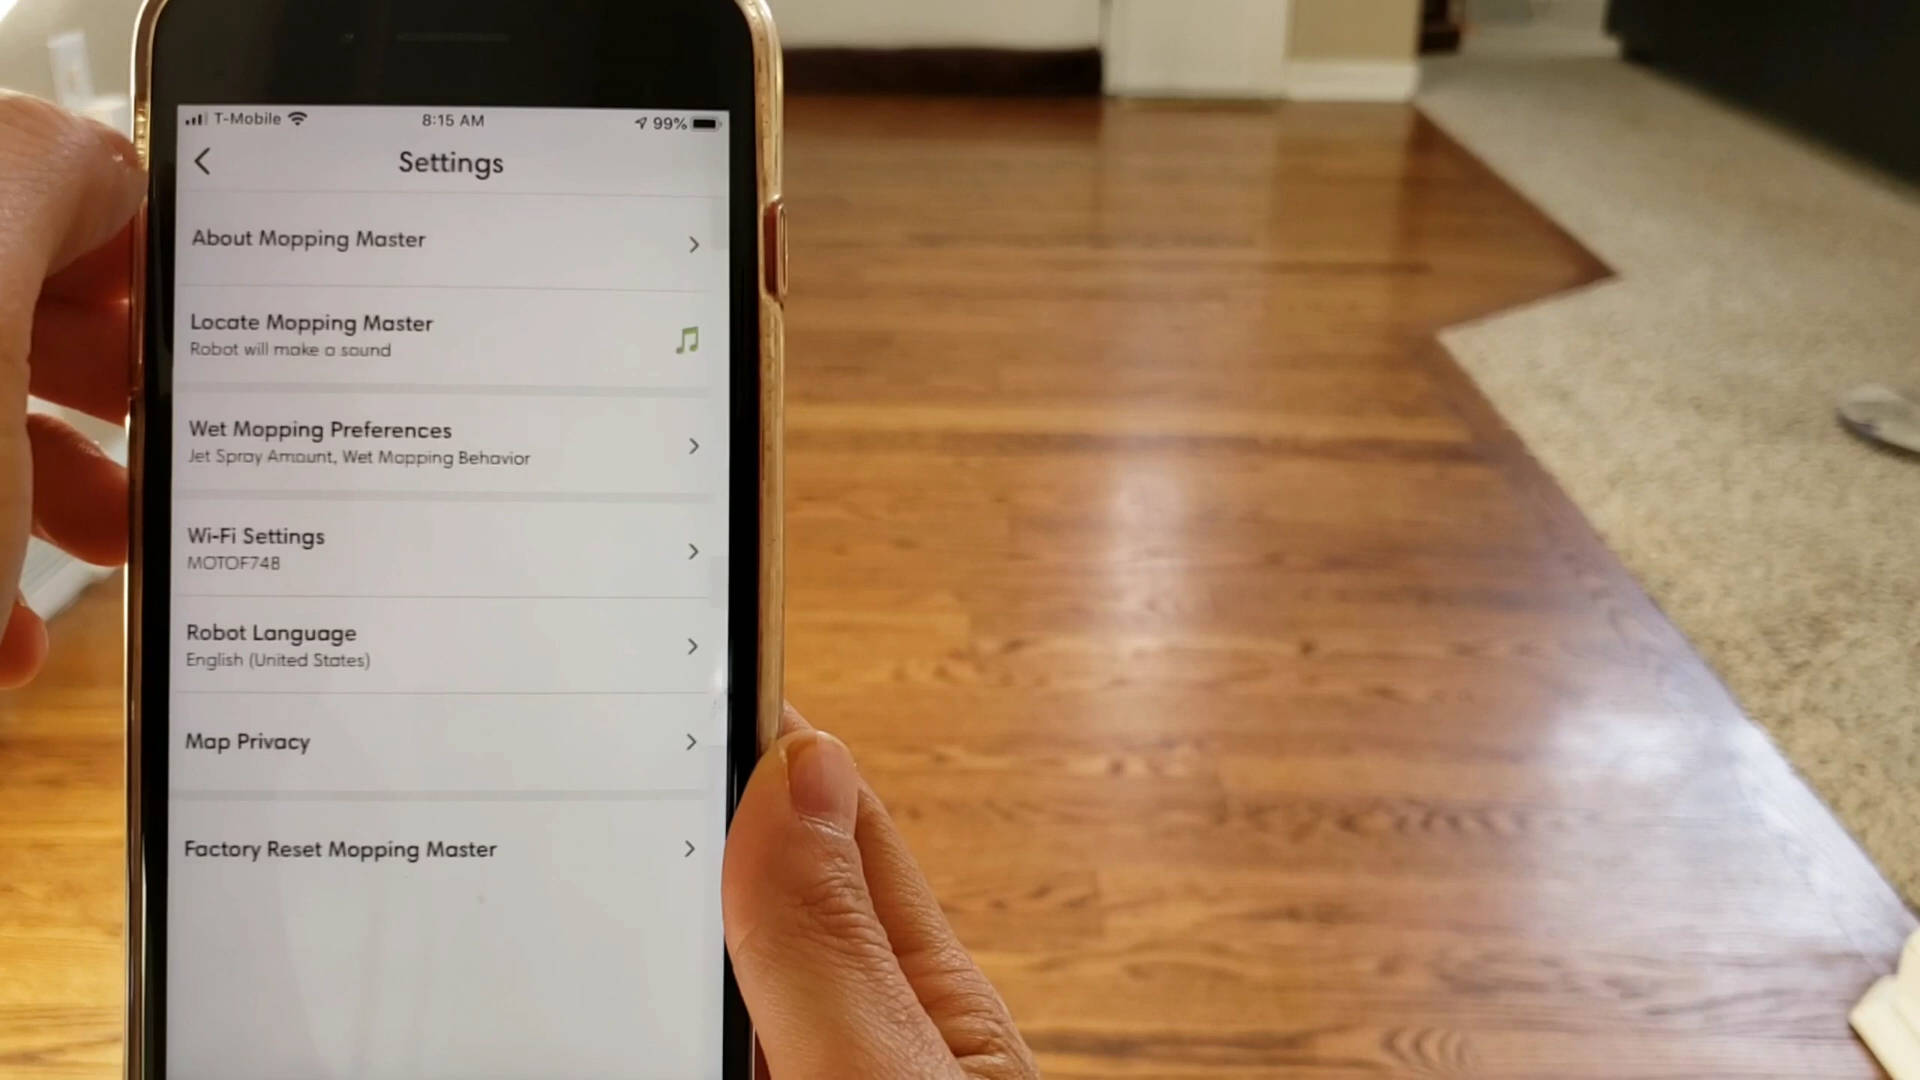 T-Mobile 8:15 AM 99%
Settings
About Mopping Master
Locate Mopping Master
Robot will make a sound
Wet Mopping Preferences
Jet Spray Amount, Wet Mopping Behavior
Wi-Fi Settings
MOTOF748
Robot Language
English (United States)
Map Privacy
Factory Reset Mopping Master